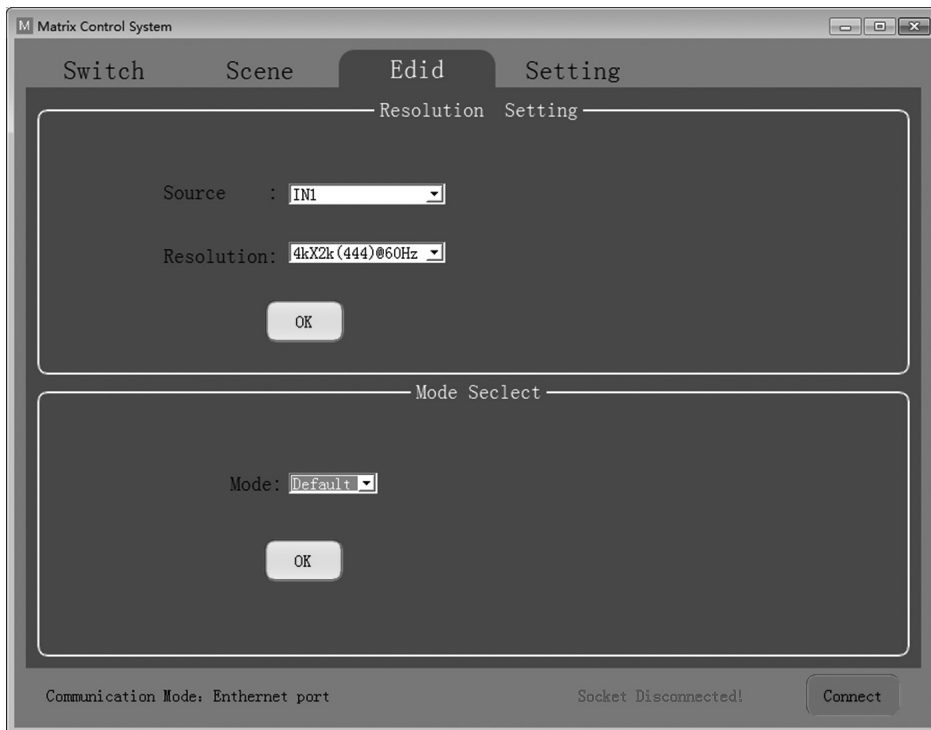 M Matrix Control System
Switch Scene Edid Setting
Resolution Setting
Source : IN1
Resolution: 4kX2k(444)@60Hz
OK
Mode Seclect
Mode: Default
OK
Communication Mode: Enthernet port Socket Disconnected! Connect